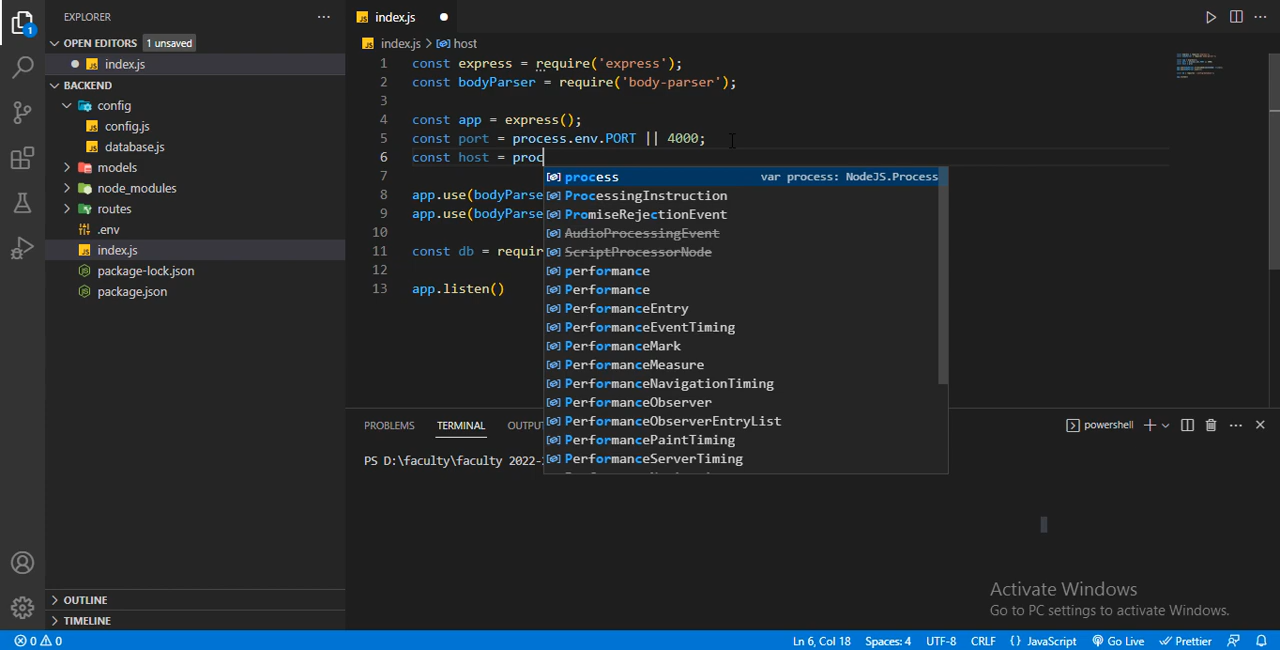 EXPLORER
OPEN EDITORS 1 unsaved
index.js
BACKEND
config
config.js
database.js
models
node_modules
routes
.env
index.js
package-lock.json
package.json
OUTLINE
TIMELINE
index.js
index.js > host
1 const express = require('express');
2 const bodyParser = require('body-parser');
3
4 const app = express();
5 const port = process.env.PORT || 4000;
6 const host = proc
7
8 app.use(bodyParse
9 app.use(bodyParse
10
11 const db = requir
12
13 app.listen()
process var process: NodeJS.Process
ProcessingInstruction
PromiseRejectionEvent
AudioProcessingEvent
ScriptProcessorNode
performance
Performance
PerformanceEntry
PerformanceEventTiming
PerformanceMark
PerformanceMeasure
PerformanceNavigationTiming
PerformanceObserver
PerformanceObserverEntryList
PerformancePaintTiming
PerformanceServerTiming
PROBLEMS TERMINAL OUTPU powershell
PS D:\faculty\faculty 2022-
Activate Windows
Go to PC settings to activate Windows.
0 0 Ln 6, Col 18 Spaces: 4 UTF-8 CRLF {} JavaScript Go Live Prettier
1